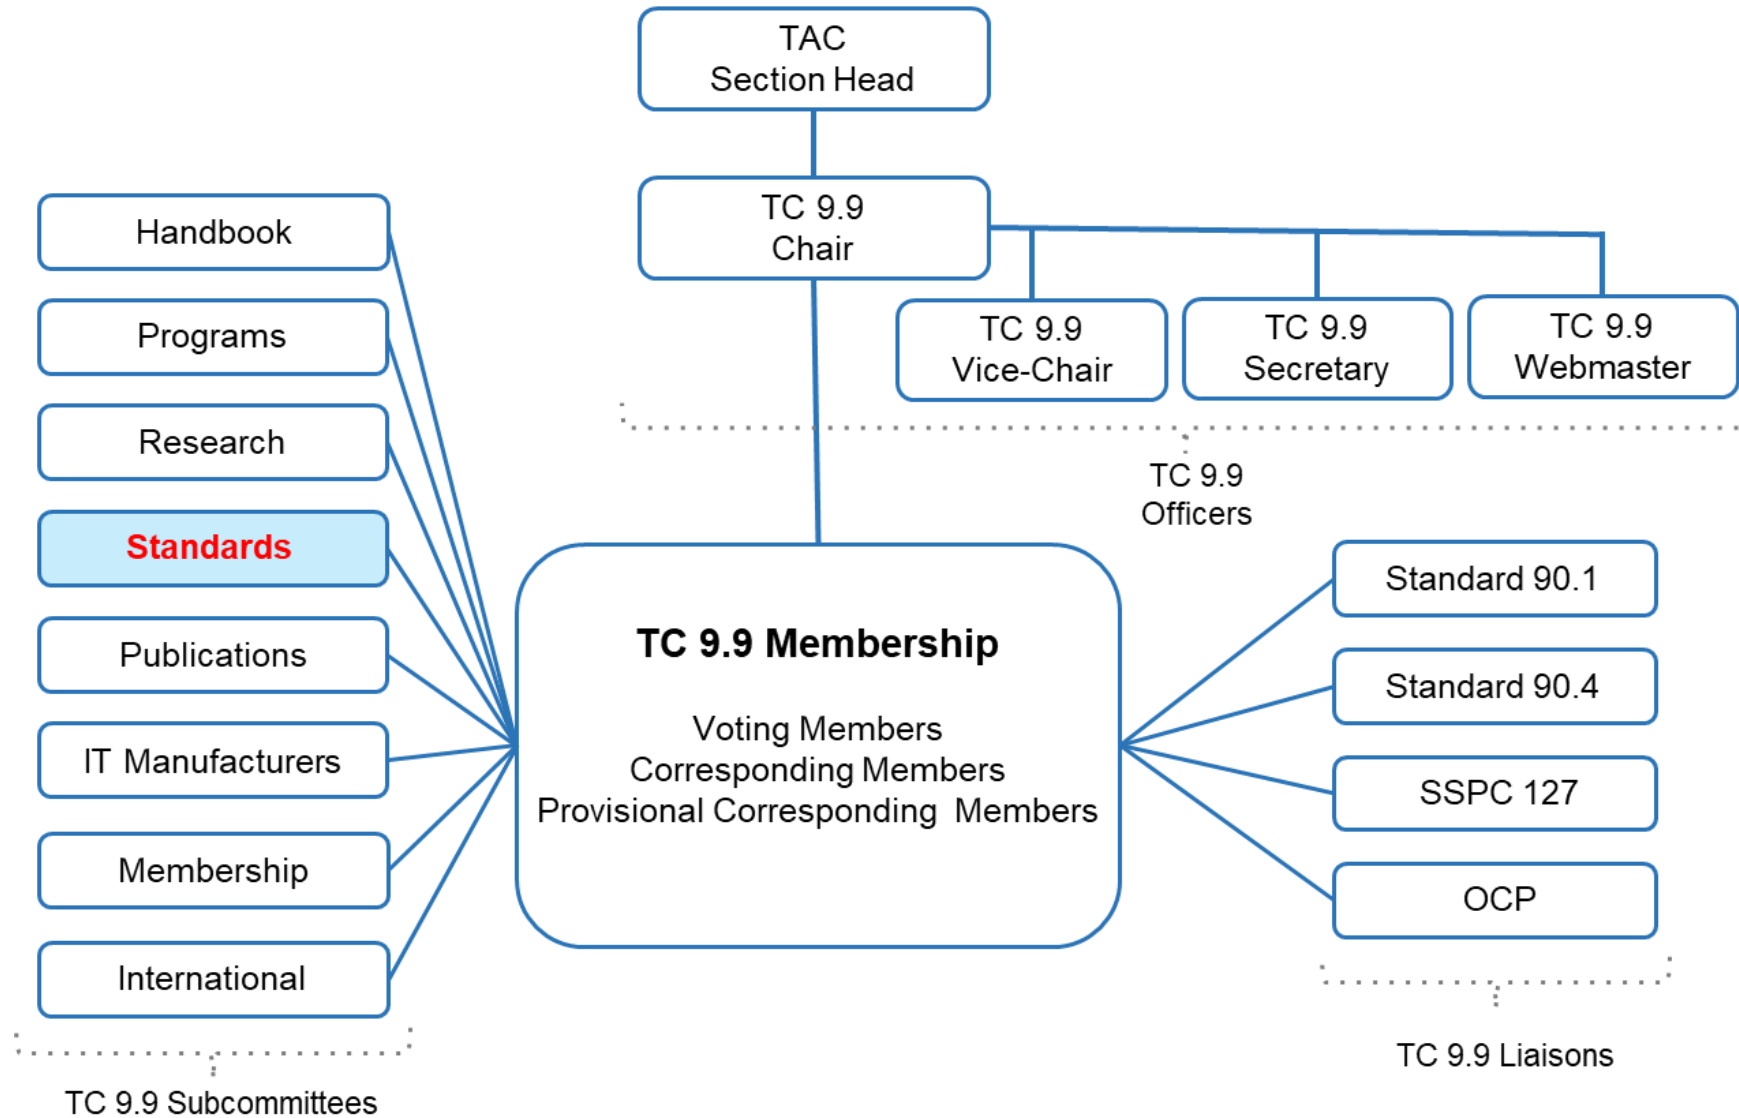 TAC
Section Head
TC 9.9
Chair
TC 9.9
Vice-Chair
TC 9.9
Secretary
TC 9.9
Webmaster
TC 9.9
Officers
Handbook
Programs
Research
Standards
Publications
IT Manufacturers
Membership
International
TC 9.9 Subcommittees
TC 9.9 Membership
Voting Members
Corresponding Members
Provisional Corresponding Members
Standard 90.1
Standard 90.4
SSPC 127
OCP
TC 9.9 Liaisons